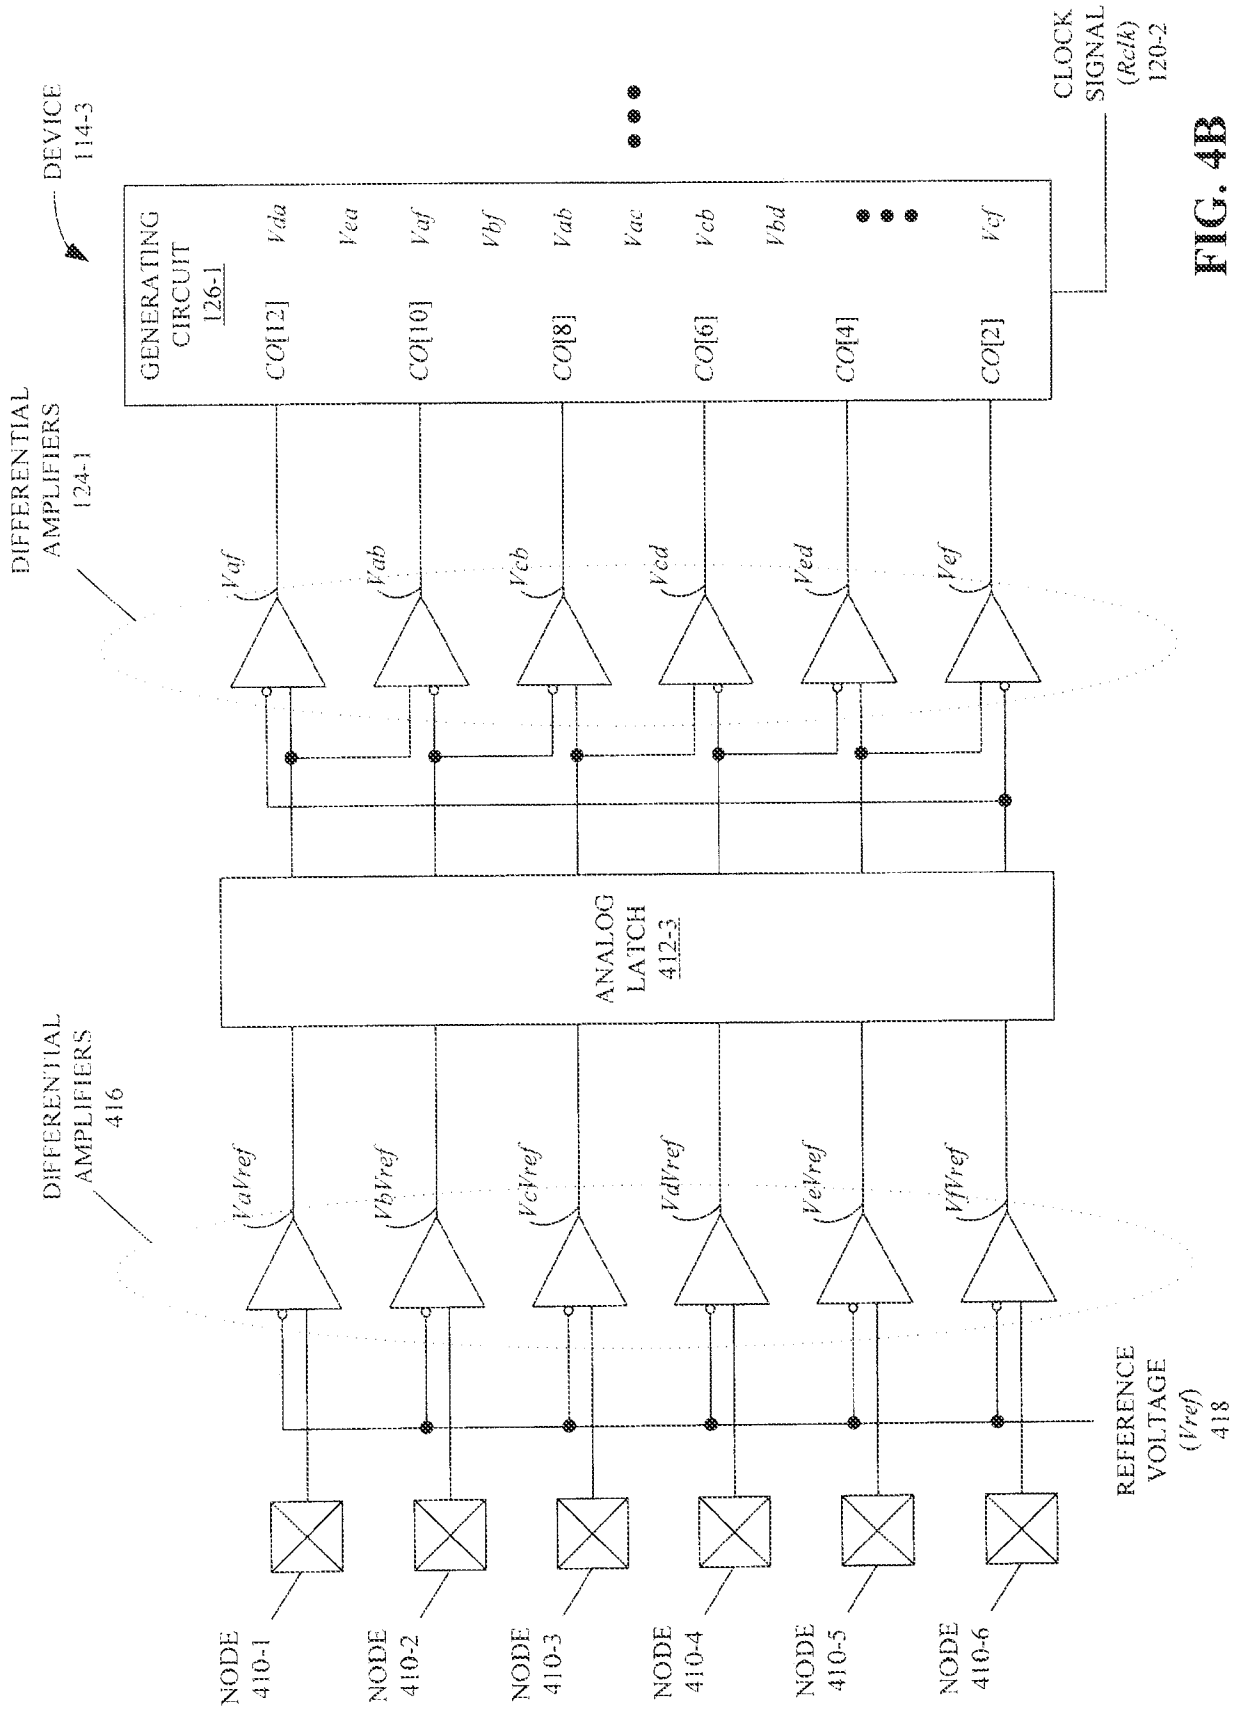 DEVICE
114-3
DIFFERENTIAL
AMPLIFIERS
416
DIFFERENTIAL
AMPLIFIERS
124-1
NODE
410-1
NODE
410-2
NODE
410-3
NODE
410-4
NODE
410-5
NODE
410-6
VaVref
VbVref
VcVref
VdVref
VeVref
VfVref
REFERENCE
VOLTAGE
(Vref)
418
ANALOG
LATCH
412-3
Vaf
Vab
Vcb
Vcd
Ved
Vef
GENERATING
CIRCUIT
126-1
CO[12] Vda
Vea
CO[10] Vaf
Vbf
CO[8] Vab
Vac
CO[6] Vcb
Vbd
CO[4]
CO[2] Vef
CLOCK
SIGNAL
(Rclk)
120-2
FIG. 4B